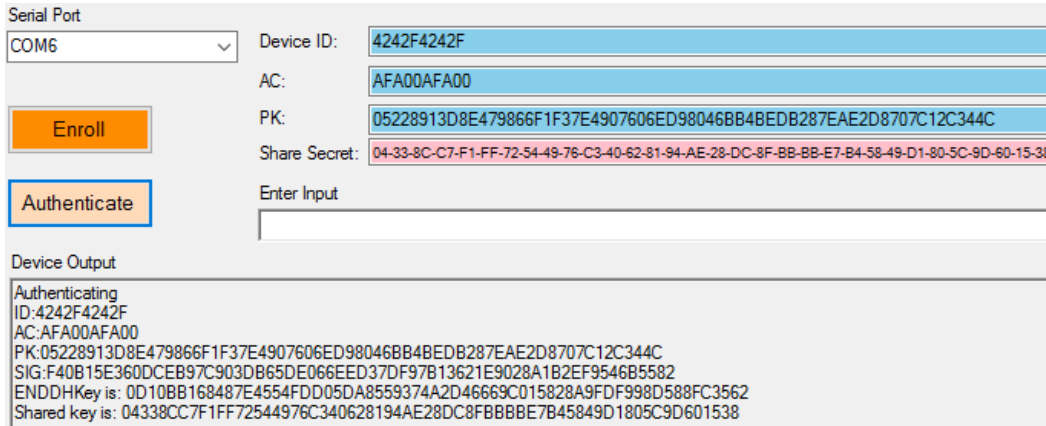 Serial Port
COM6
Device ID: 4242F4242F
AC: AFA00AFA00
Enroll
PK: 05228913D8E479866F1F37E4907606ED98046BB4BEDB287EAE2D8707C12C344C
Share Secret: 04-33-8C-C7-F1-FF-72-54-49-76-C3-40-62-81-94-AE-28-DC-8F-BB-BB-E7-B4-58-49-D1-80-5C-9D-60-15-38
Authenticate
Enter Input
Device Output
Authenticating
ID:4242F4242F
AC:AFA00AFA00
PK:05228913D8E479866F1F37E4907606ED98046BB4BEDB287EAE2D8707C12C344C
SIG:F40B15E360DCEB97C903DB65DE066EED37DF97B13621E9028A1B2EF9546B5582
ENDDHKey is: 0D10BB168487E4554FDD05DA8559374A2D46669C015828A9FDF998D588FC3562
Shared key is: 04338CC7F1FF72544976C340628194AE28DC8FBBBBE7B45849D1805C9D601538